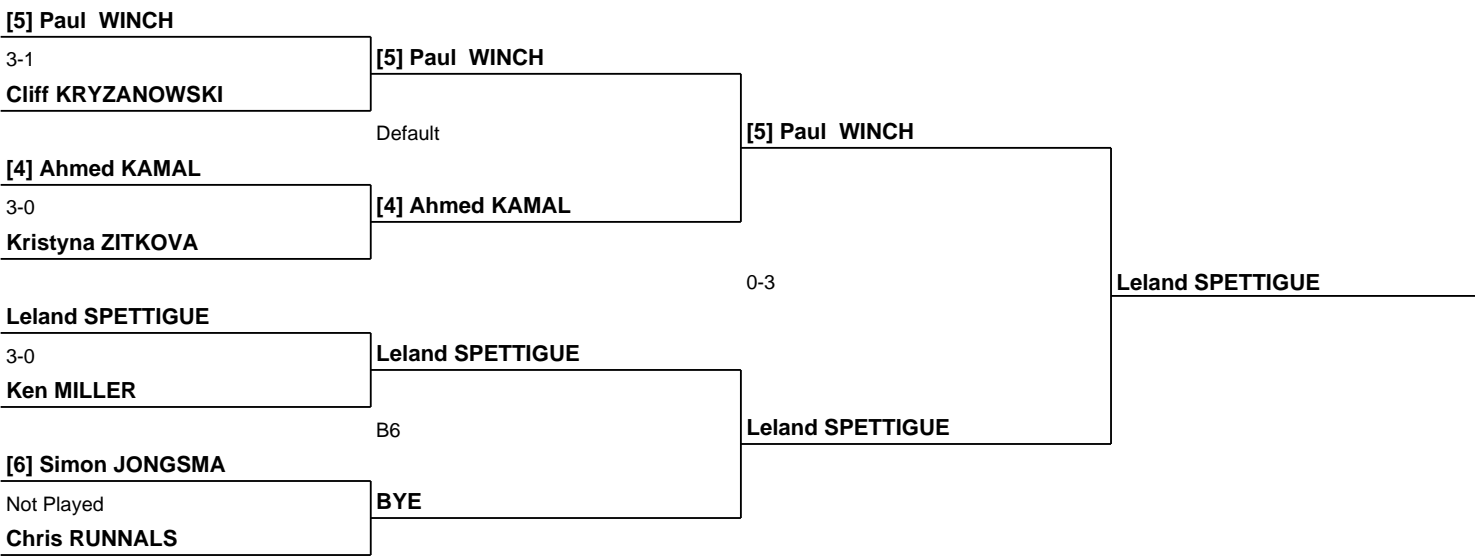 [5] Paul  WINCH
3-1
Cliff KRYZANOWSKI
[4] Ahmed KAMAL
3-0
Kristyna ZITKOVA
Leland SPETTIGUE
3-0
Ken MILLER
[6] Simon JONGSMA
Not Played
Chris RUNNALS
[5] Paul  WINCH
Default
[4] Ahmed KAMAL
Leland SPETTIGUE
B6
BYE
[5] Paul  WINCH
0-3
Leland SPETTIGUE
Leland SPETTIGUE